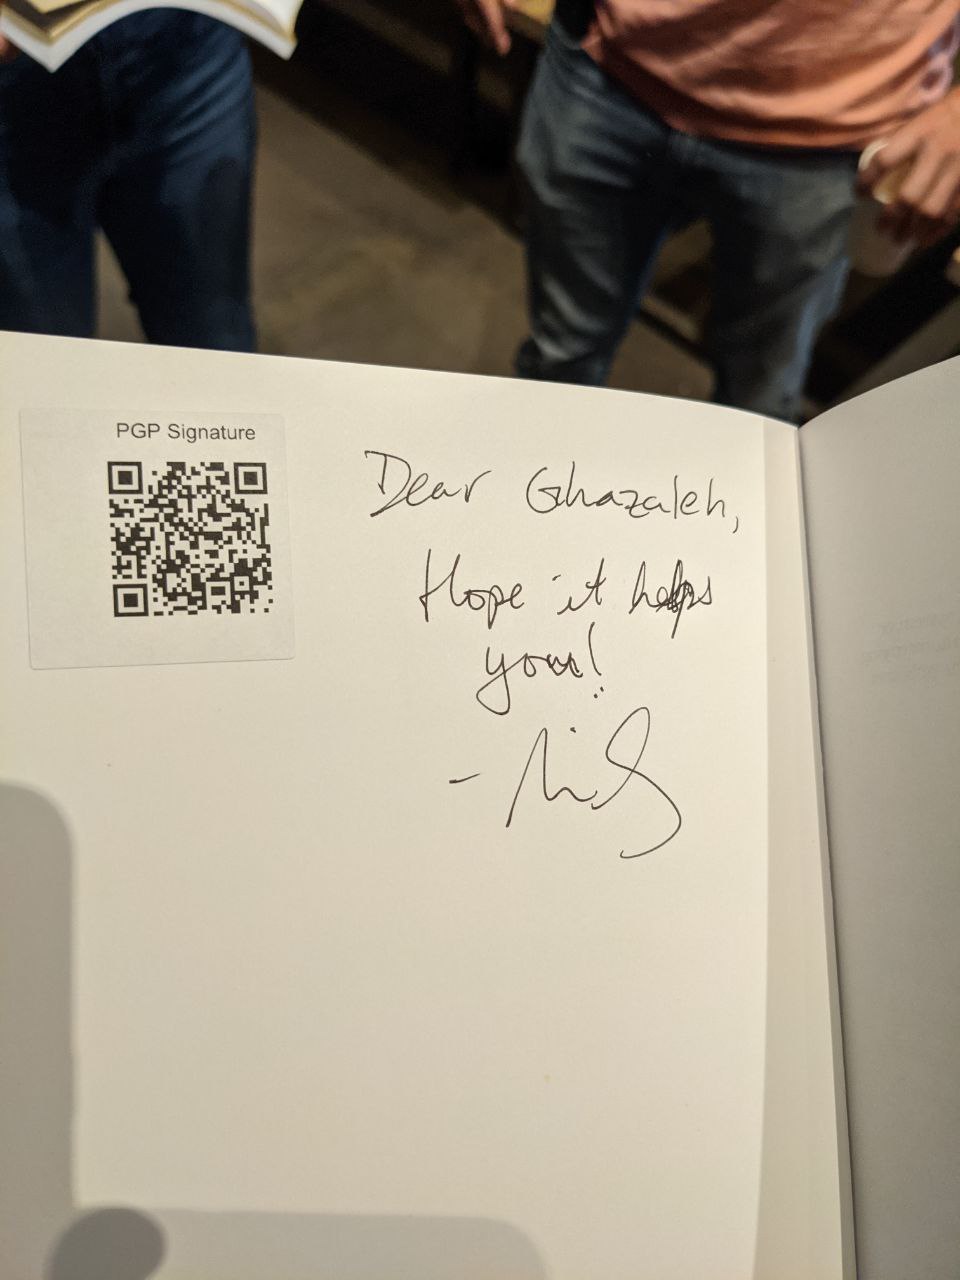 PGP Signature
Dear Ghazaleh,
Hope it helps
you!